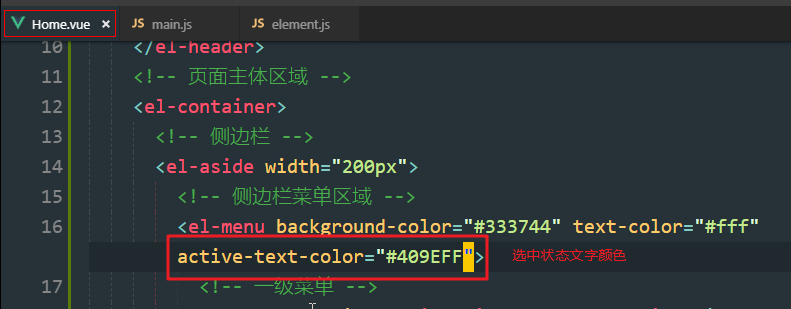 Home.vue × JS main.js JS element.js
10 </el-header>
11 <!-- 页面主体区域 -->
12 <el-container>
13 <!-- 侧边栏 -->
14 <el-aside width="200px">
15 <!-- 侧边栏菜单区域 -->
16 <el-menu background-color="#333744" text-color="#fff"
active-text-color="#409EFF"> 选中状态文字颜色
17 <!-- 一级菜单 -->